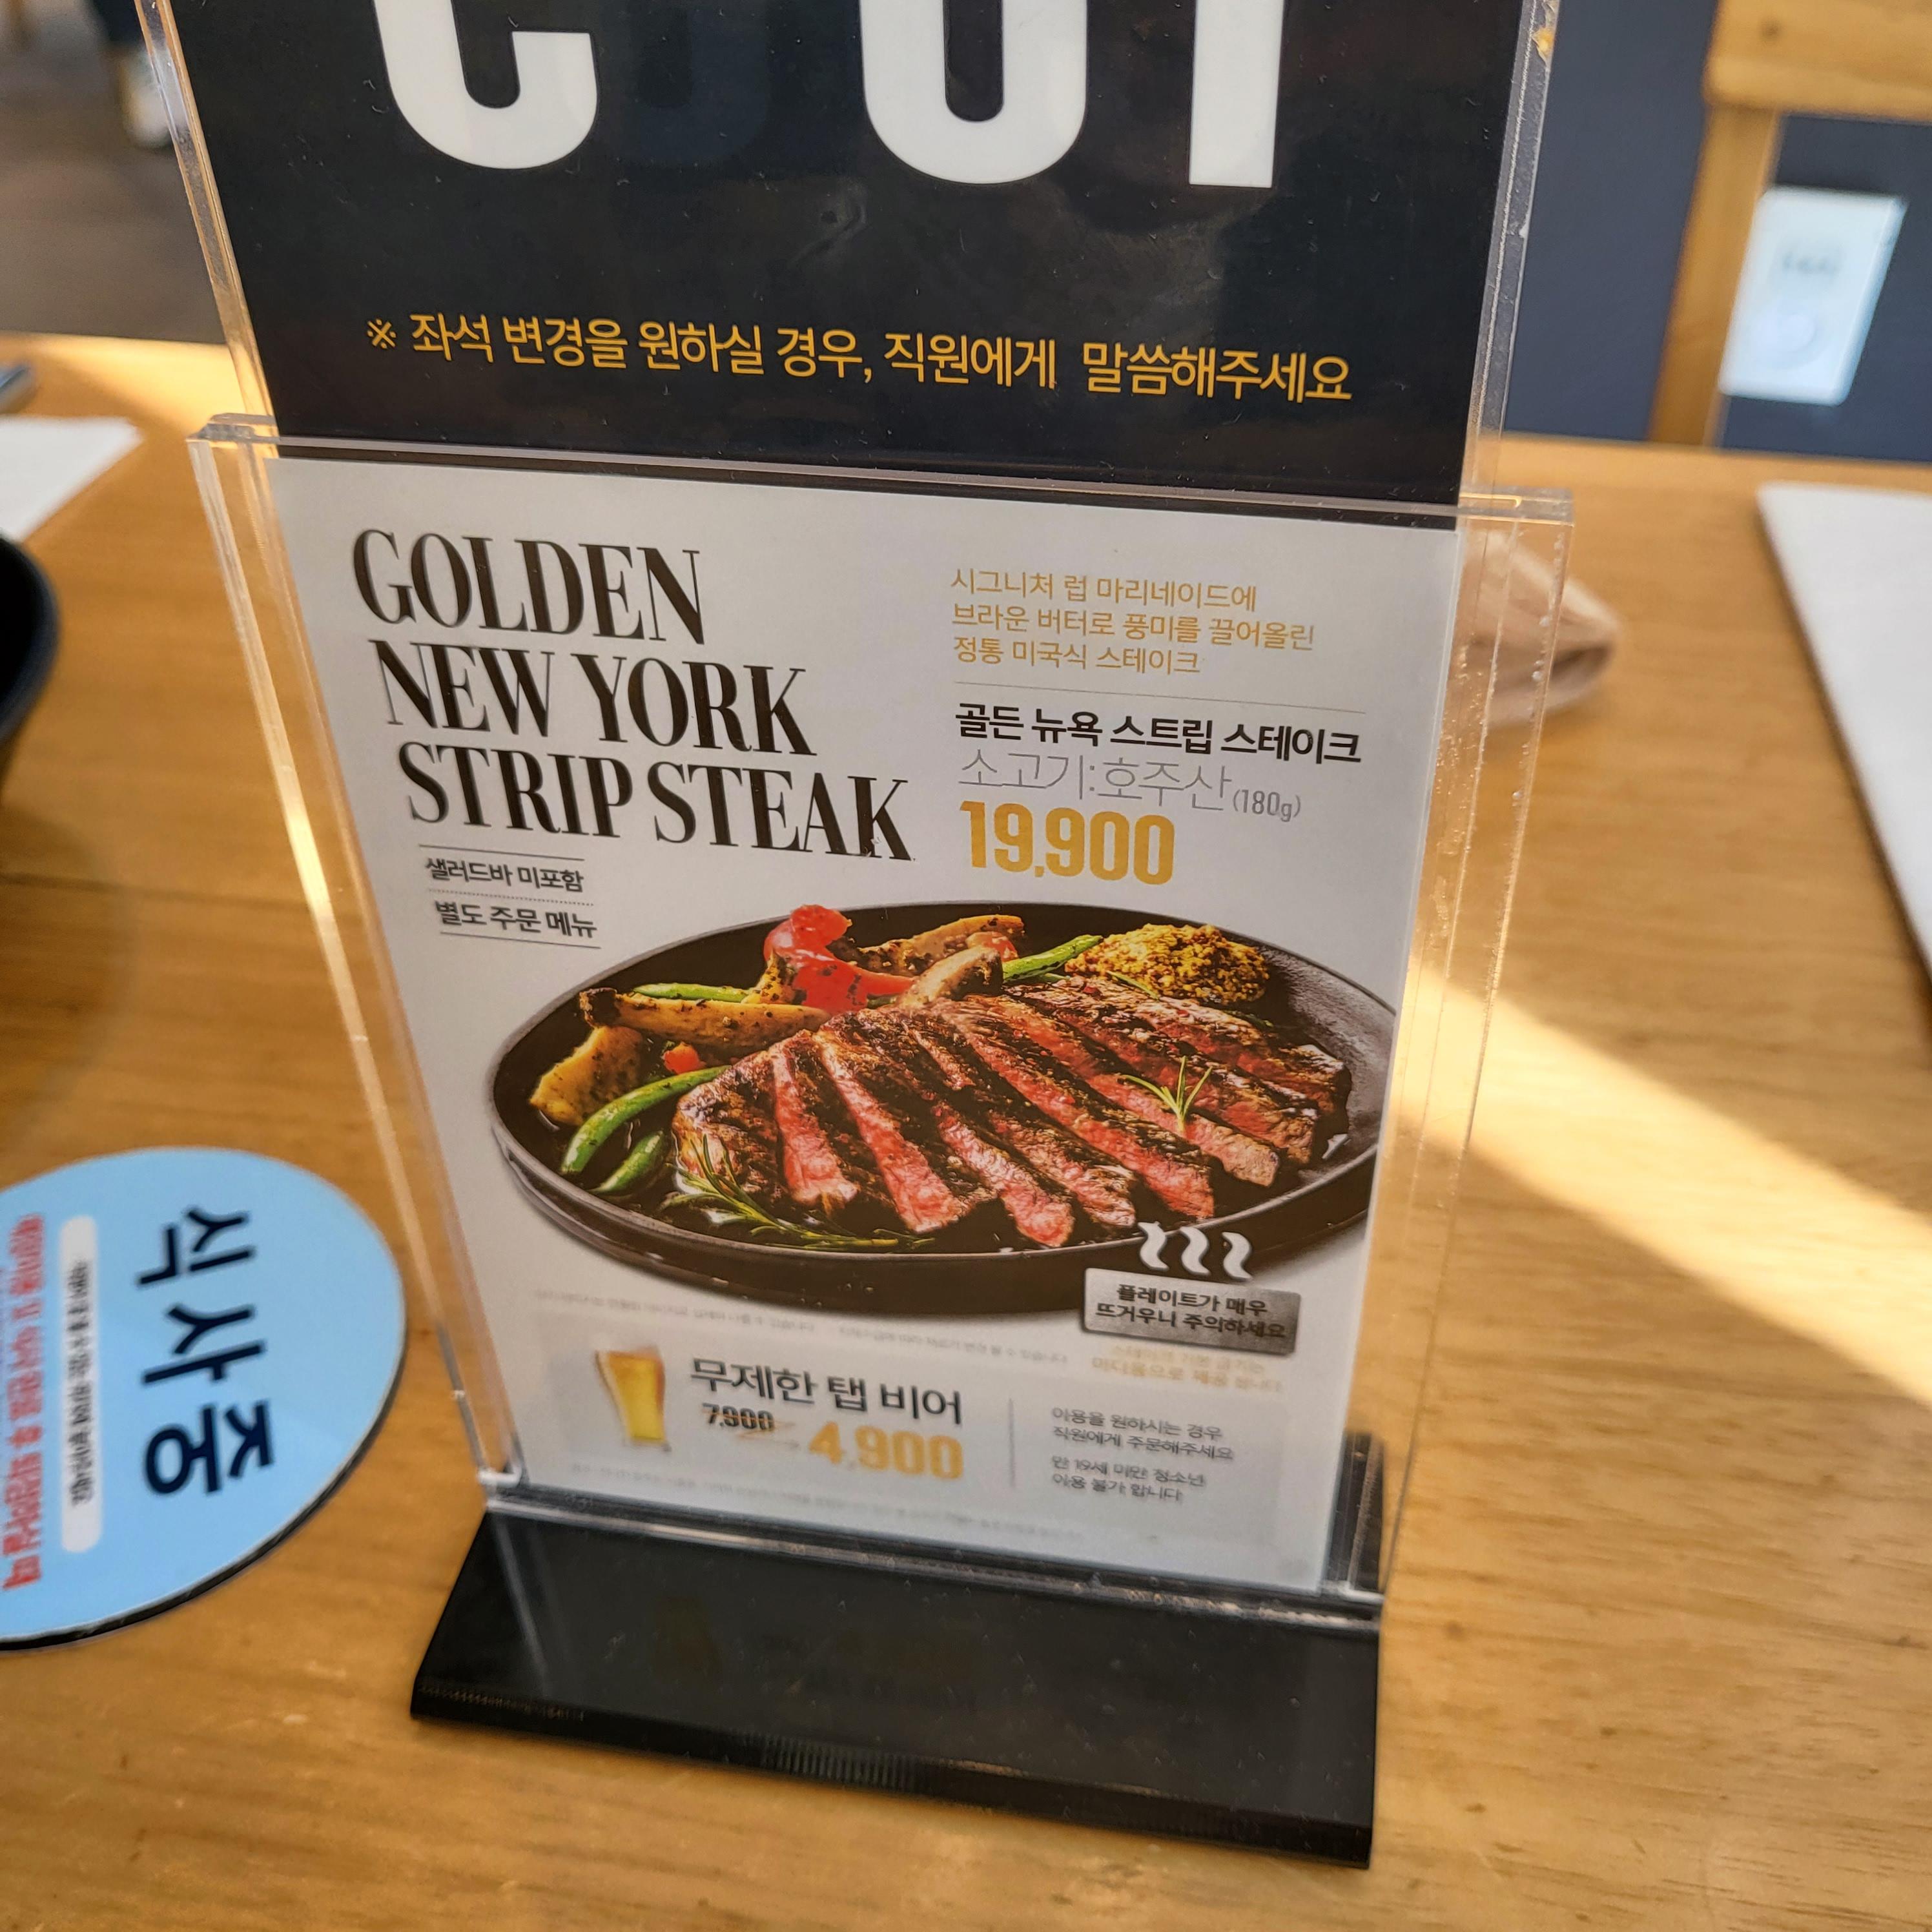 ※ 좌석 변경을 원하실 경우, 직원에게 말씀해주세요
GOLDEN
NEW YORK
STRIP STEAK
샐러드바 미포함
별도 주문 메뉴
시그니처 럽 마리네이드에
브라운 버터로 풍미를 끌어올린
정통 미국식 스테이크
골든 뉴욕 스트립 스테이크
소고기:호주산 (180g)
19,900
플레이트가 매우
뜨거우니 주의하세요
무제한 탭 비어
7,900 4,900
이용을 원하시는 경우
직원에게 주문해주세요
만 19세 미만 청소년
이용 불가 합니다
식사중